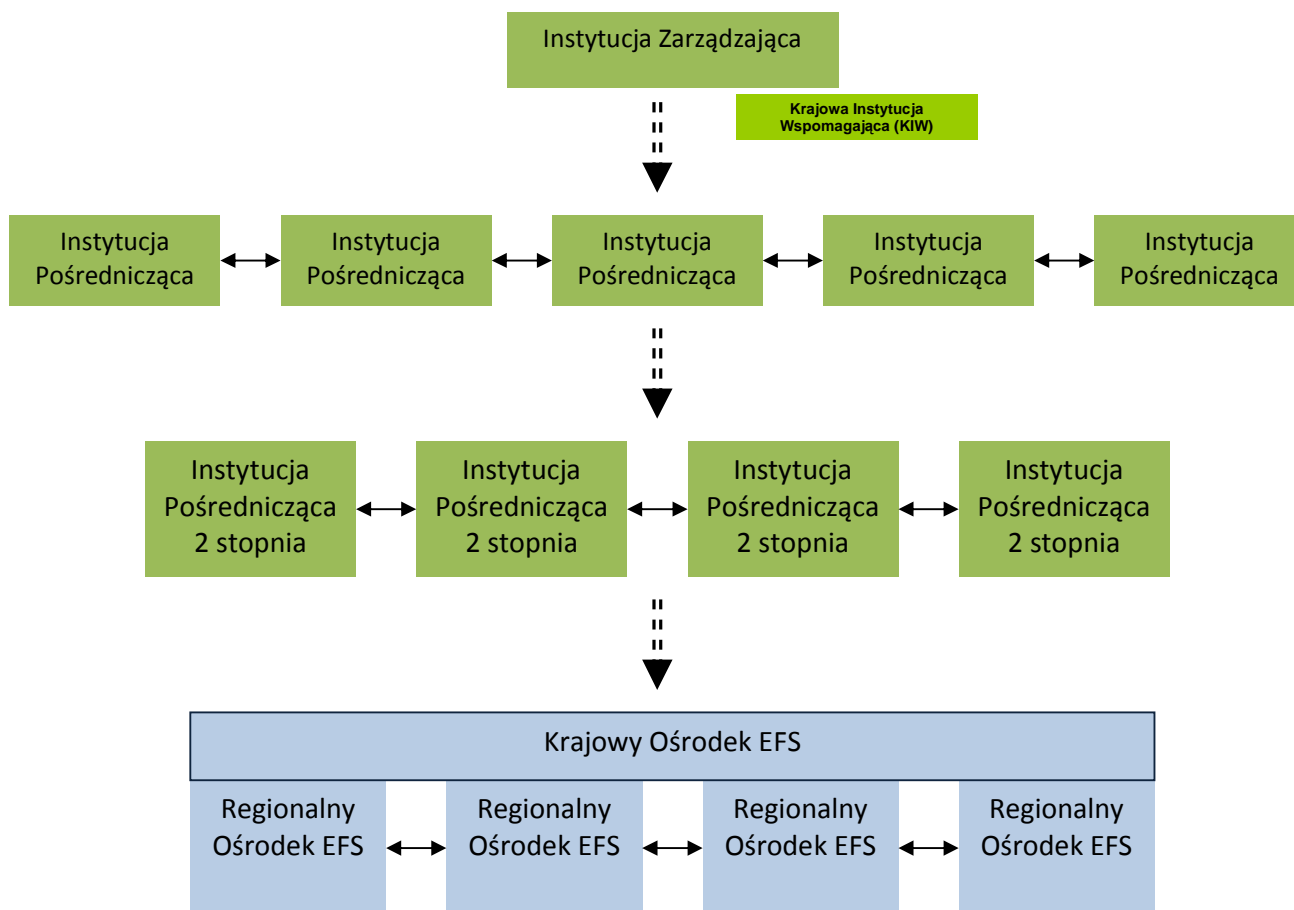 Instytucja Zarządzająca
Krajowa Instytucja
Wspomagająca (KIW)
Instytucja
Pośrednicząca
Instytucja
Pośrednicząca
Instytucja
Pośrednicząca
Instytucja
Pośrednicząca
Instytucja
Pośrednicząca
Instytucja
Pośrednicząca
2 stopnia
Instytucja
Pośrednicząca
2 stopnia
Instytucja
Pośrednicząca
2 stopnia
Instytucja
Pośrednicząca
2 stopnia
Krajowy Ośrodek EFS
Regionalny
Ośrodek EFS
Regionalny
Ośrodek EFS
Regionalny
Ośrodek EFS
Regionalny
Ośrodek EFS